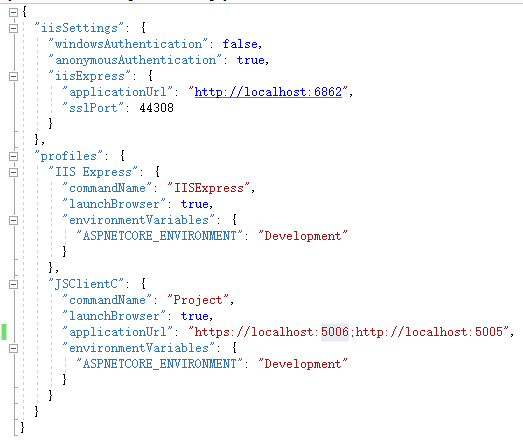 {
  "iisSettings": {
    "windowsAuthentication": false,
    "anonymousAuthentication": true,
    "iisExpress": {
      "applicationUrl": "http://localhost:6862",
      "sslPort": 44308
    }
  },
  "profiles": {
    "IIS Express": {
      "commandName": "IISExpress",
      "launchBrowser": true,
      "environmentVariables": {
        "ASPNETCORE_ENVIRONMENT": "Development"
      }
    },
    "JSClientC": {
      "commandName": "Project",
      "launchBrowser": true,
      "applicationUrl": "https://localhost:5006;http://localhost:5005",
      "environmentVariables": {
        "ASPNETCORE_ENVIRONMENT": "Development"
      }
    }
  }
}